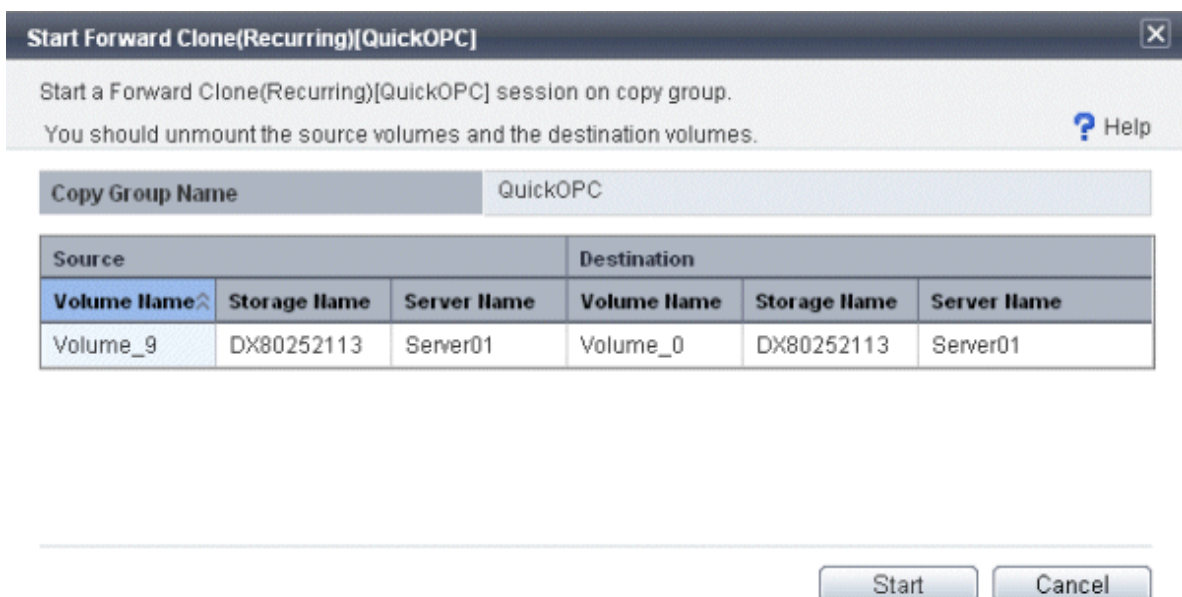 Start Forward Clone(Recurring)[QuickOPC]
Start a Forward Clone(Recurring)[QuickOPC] session on copy group.
You should unmount the source volumes and the destination volumes.
? Help
Copy Group Name QuickOPC
Source Destination
Volume Name Storage Name Server Name Volume Name Storage Name Server Name
Volume_9 DX80252113 Server01 Volume_0 DX80252113 Server01
Start Cancel